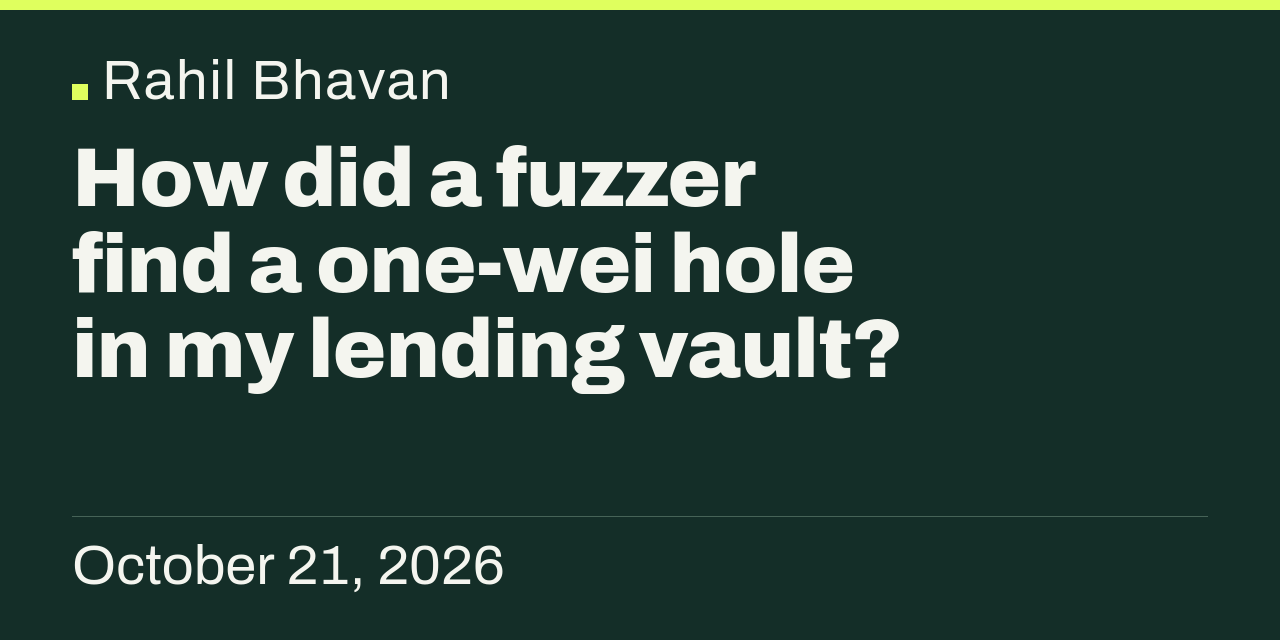 Rahil Bhavan
How did a fuzzer
find a one-wei hole
in my lending vault?
October 21, 2026